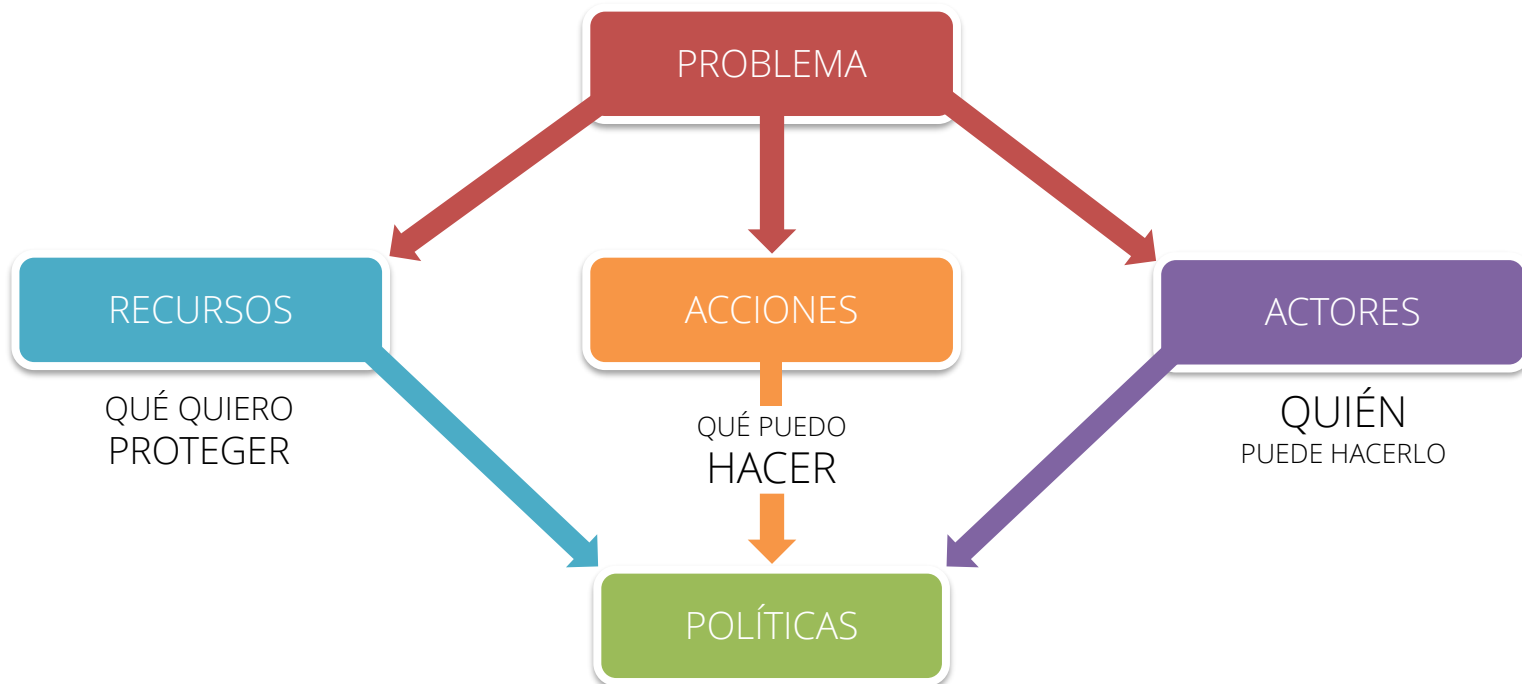 PROBLEMA
RECURSOS
ACCIONES
ACTORES
QUÉ QUIERO
PROTEGER
QUÉ PUEDO
HACER
QUIÉN
PUEDE HACERLO
POLÍTICAS